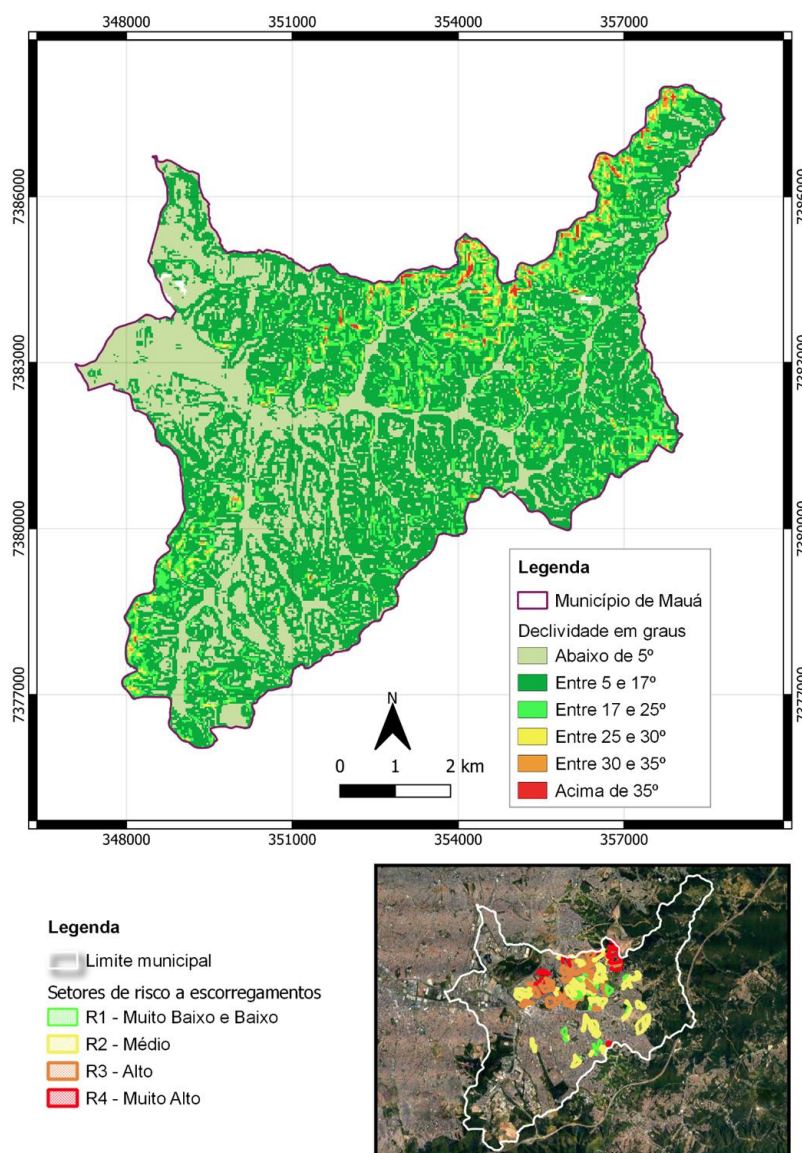 348000 351000 354000 357000
7386000 7386000
7383000 7383000
7380000 7380000
7377000 7377000
Legenda
Município de Mauá
Declividade em graus
Abaixo de 5º
Entre 5 e 17º
Entre 17 e 25º
Entre 25 e 30º
Entre 30 e 35º
Acima de 35º
N
0 1 2 km
348000 351000 354000 357000
Legenda
Limite municipal
Setores de risco a escorregamentos
R1 - Muito Baixo e Baixo
R2 - Médio
R3 - Alto
R4 - Muito Alto